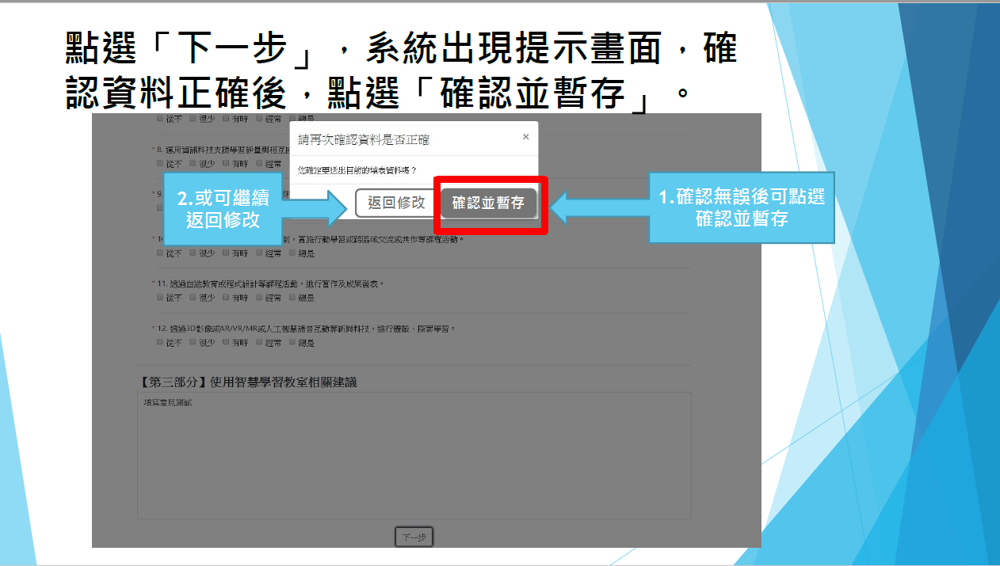 點選「下一步」，系統出現提示畫面，確
認資料正確後，點選「確認並暫存」。
從不 很少 有時 經常 總是
請再次確認資料是否正確 ×
* 8. 運用資訊科技支援學習評量與相互回
從不 很少 有時 經常
您確定要送出目前的填表資料嗎？
* 9.
2.或可繼續
返回修改
返回修改
確認並暫存
1.確認無誤後可點選
確認並暫存
制，實施行動學習或跨區域交流或共作等課程活動。
從不 很少 有時 經常 總是
* 11. 透過自造教育或程式設計等課程活動，進行實作及成果發表。
從不 很少 有時 經常 總是
* 12. 透過3D影像或AR/VR/MR或人工智慧語音互動等新興科技，進行體驗、探索學習。
從不 很少 有時 經常 總是
【第三部分】使用智慧學習教室相關建議
填寫意見測試
下一步